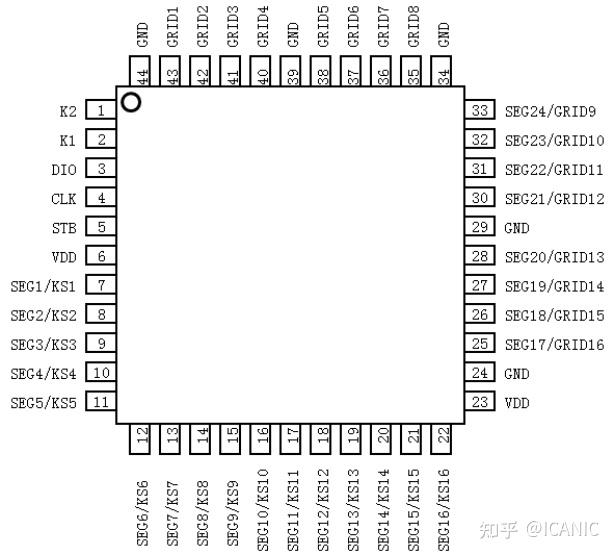 GND GRID1 GRID2 GRID3 GRID4 GND GRID5 GRID6 GRID7 GRID8 GND
44 43 42 41 40 39 38 37 36 35 34
K2 1 33 SEG24/GRID9
K1 2 32 SEG23/GRID10
DIO 3 31 SEG22/GRID11
CLK 4 30 SEG21/GRID12
STB 5 29 GND
VDD 6 28 SEG20/GRID13
SEG1/KS1 7 27 SEG19/GRID14
SEG2/KS2 8 26 SEG18/GRID15
SEG3/KS3 9 25 SEG17/GRID16
SEG4/KS4 10 24 GND
SEG5/KS5 11 23 VDD
12 13 14 15 16 17 18 19 20 21 22
SEG6/KS6 SEG7/KS7 SEG8/KS8 SEG9/KS9 SEG10/KS10 SEG11/KS11 SEG12/KS12 SEG13/KS13 SEG14/KS14 SEG15/KS15 SEG16/KS16
知乎 @ICANIC